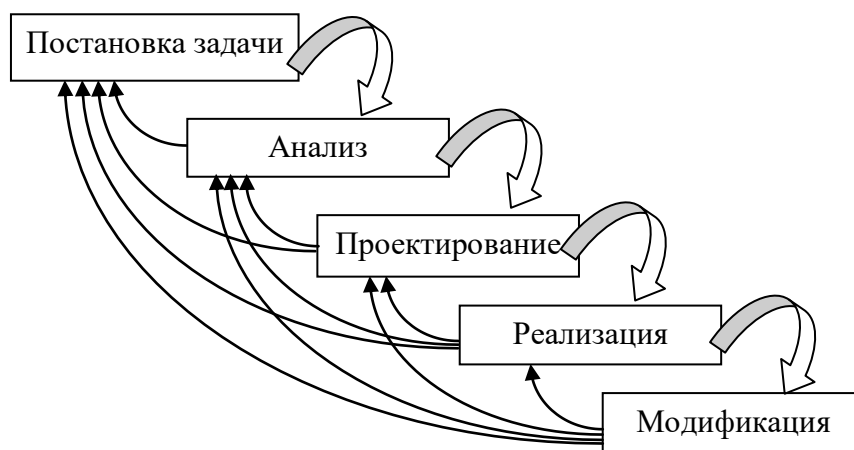 Постановка задачи
Анализ
Проектирование
Реализация
Модификация